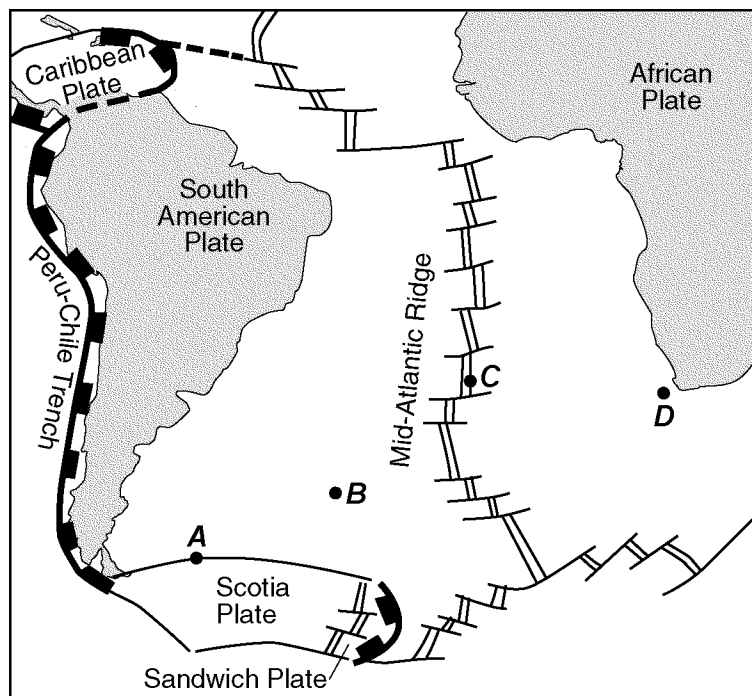 Caribbean
Plate
African
Plate
South
American
Plate
Peru-Chile Trench
Mid-Atlantic Ridge
C
D
B
A
Scotia
Plate
Sandwich Plate